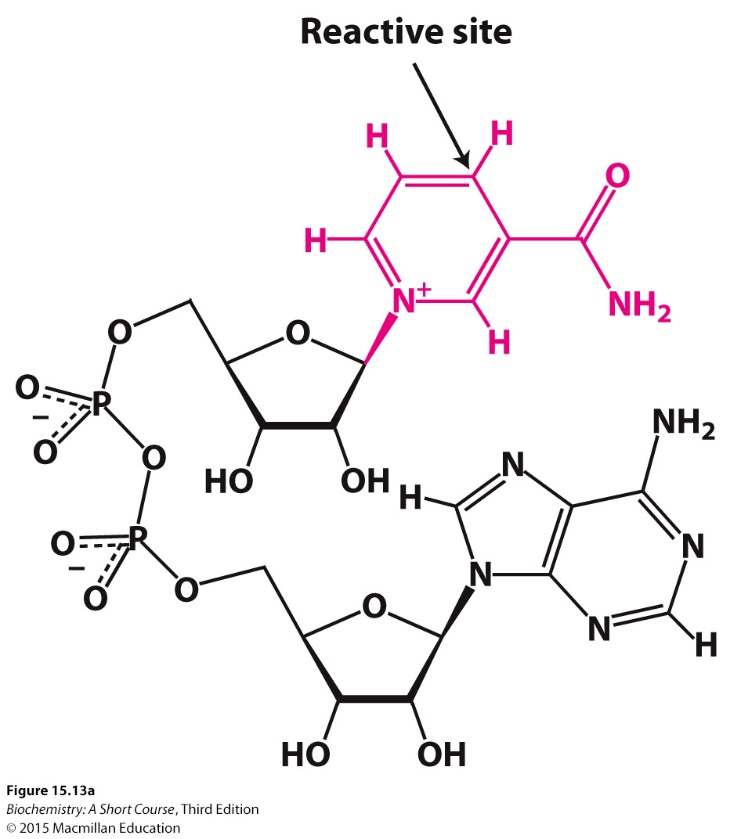 Reactive site
H
H
O
H
N+
NH2
H
O
O
O
P
–
O
HO
OH
O
NH2
H
N
O
P
–
O
N
N
O
O
N
H
HO
OH
Figure 15.13a
Biochemistry: A Short Course, Third Edition
© 2015 Macmillan Education